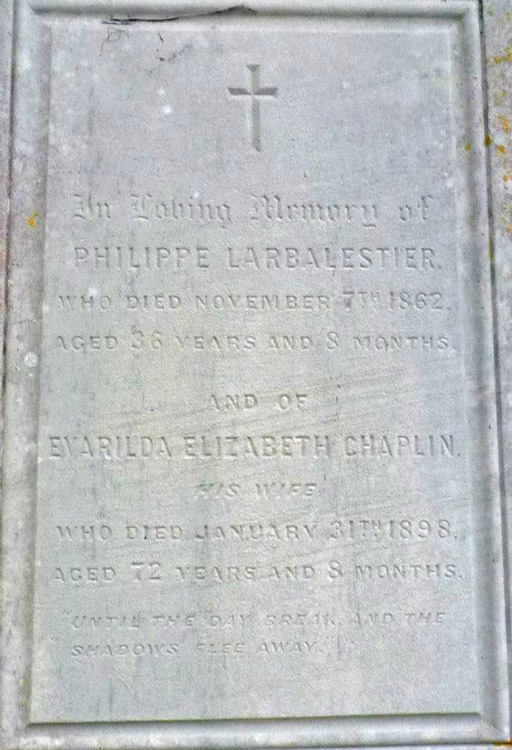 In Loving Memory of
PHILIPPE LARBALESTIER.
WHO DIED NOVEMBER 7TH 1862.
AGED 36 YEARS AND 8 MONTHS.
AND OF
EVARILDA ELIZABETH CHAPLIN.
HIS WIFE
WHO DIED JANUARY 31TH 1898.
AGED 72 YEARS AND 8 MONTHS.
"UNTIL THE DAY BREAK, AND THE
SHADOWS FLEE AWAY."